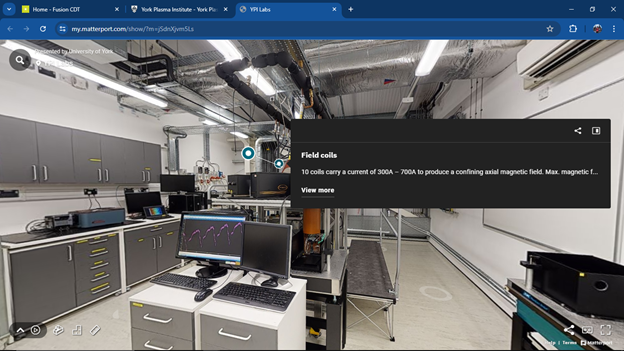 Home - Fusion CDT
York Plasma Institute - York Pla
YPI Labs
my.matterport.com/show/?m=jSdnXjvm5Ls
Presented by University of York
Field coils
10 coils carry a current of 300A – 700A to produce a confining axial magnetic field. Max. magnetic f...
View more
Help | Terms | Matterport